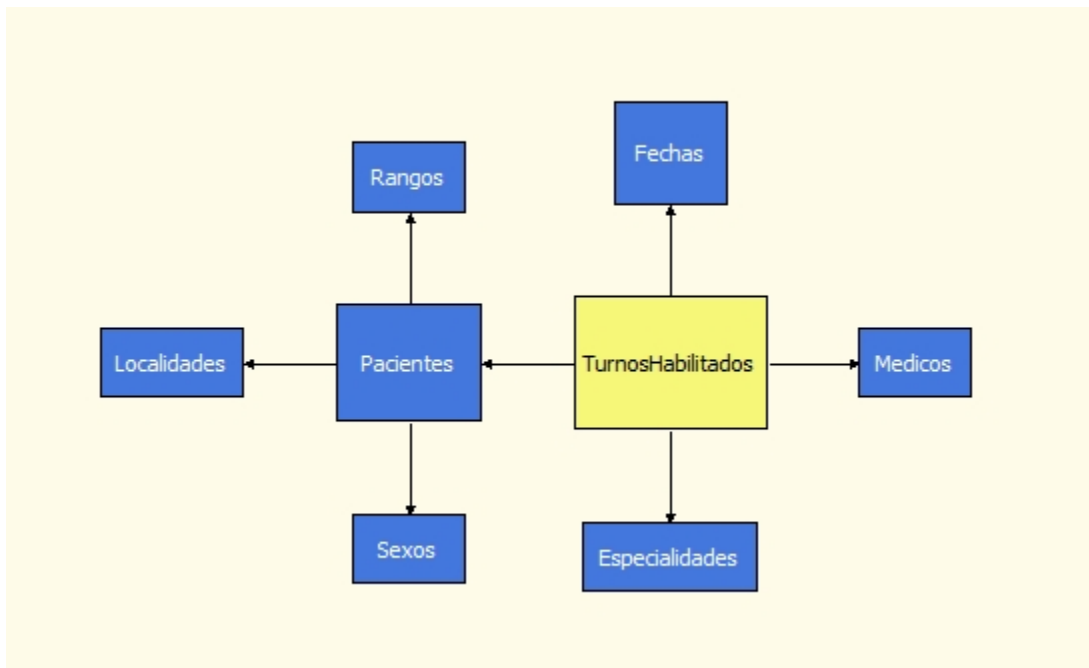 Fechas
Rangos
Localidades
Pacientes
TurnosHabilitados
Medicos
Sexos
Especialidades